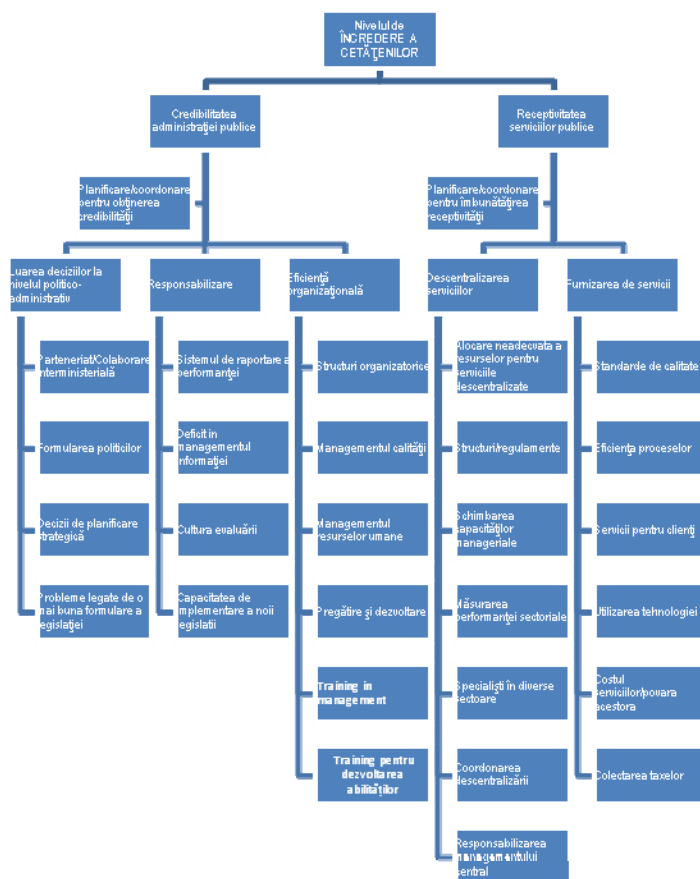 Nivelul de
ÎNCREDERE A
CETĂŢENILOR
Credibilitatea
administraţiei publice
Receptivitatea
serviciilor publice
Planificare/coordonare
pentru obţinerea
credibilităţii
Planificare/coordonare
pentru îmbunătăţirea
receptivităţii
Luarea deciziilor la
nivelul politico-
administrativ
Responsabilizare
Eficienţă
organizaţională
Descentralizarea
serviciilor
Furnizarea de servicii
Parteneriat/Colaborare
interministerială
Formularea politicilor
Decizii de planificare
strategică
Probleme legate de o
mai buna formulare a
legislaţiei
Sistemul de raportare a
performanţei
Deficit in
managementul
informaţiei
Cultura evaluării
Capacitatea de
implementare a noii
legislatii
Structuri organizatorice
Managementul calităţii
Managementul
resurselor umane
Pregătire şi dezvoltare
Training in
management
Training pentru
dezvoltarea
abilităţilor
Alocare neadecvata a
resurselor pentru
serviciile
descentralizate
Structuri/regulamente
Schimbarea
capacităţilor
manageriale
Măsurarea
performanţei sectoriale
Specialişti în diverse
sectoare
Coordonarea
descentralizării
Responsabilizarea
managementului
central
Standarde de calitate
Eficienţa proceselor
Servicii pentru clienţi
Utilizarea tehnologiei
Costul
serviciilor/povara
acestora
Colectarea taxelor